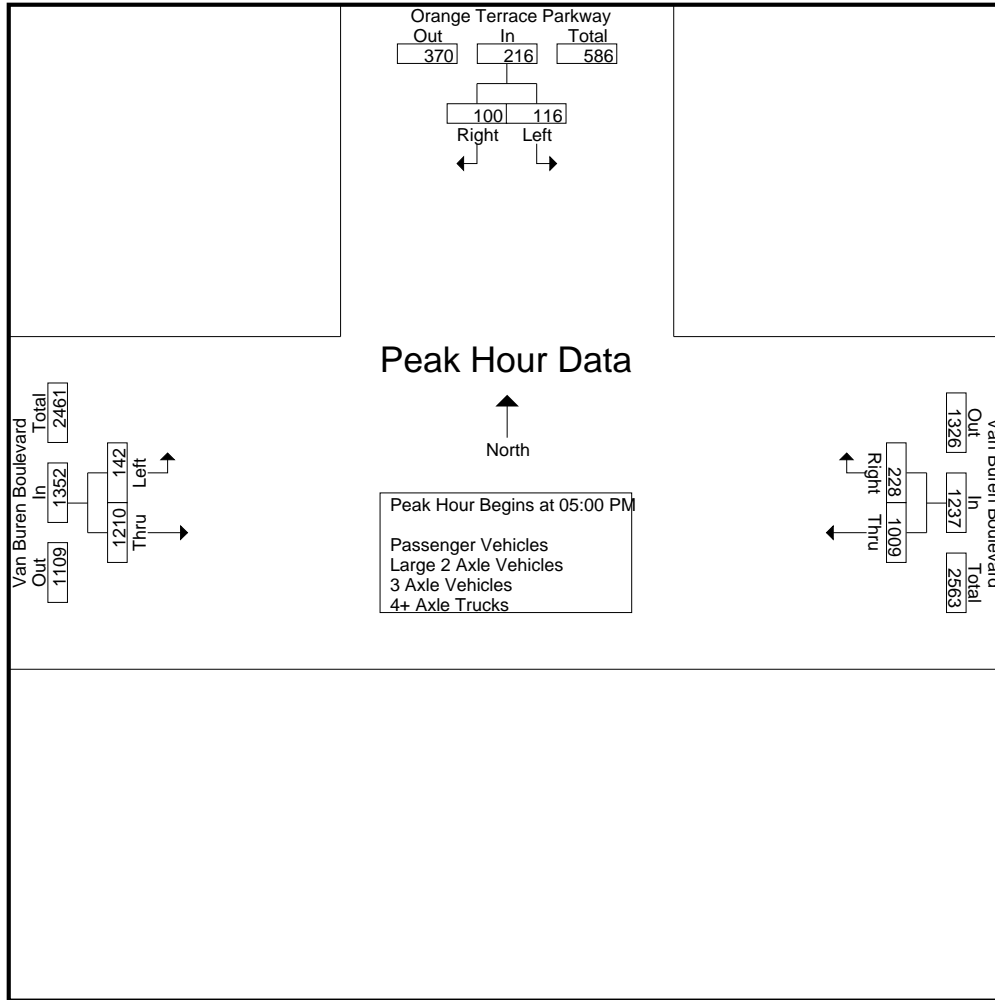 Orange Terrace Parkway
Out In Total
370 216 586
100 116
Right Left
Peak Hour Data
North
Peak Hour Begins at 05:00 PM
Passenger Vehicles
Large 2 Axle Vehicles
3 Axle Vehicles
4+ Axle Trucks
Van Buren Boulevard
Out In Total
1109 1352 2461
1210 142
Thru Left
Van Buren Boulevard
Out In Total
1326 1237 2563
228 1009
Right Thru